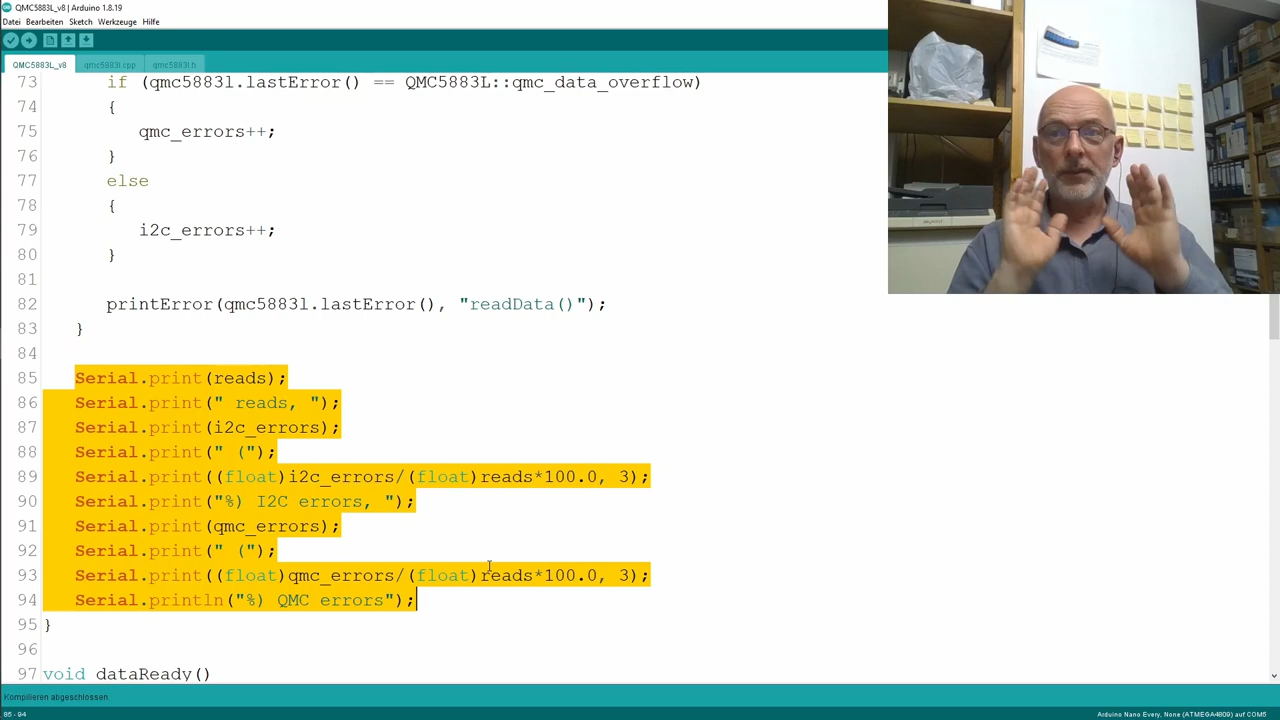 QMC5883L_v8 | Arduino 1.8.19
Datei Bearbeiten Sketch Werkzeuge Hilfe
QMC5883L_v8 qmc5883l.cpp qmc5883l.h
73 if (qmc5883l.lastError() == QMC5883L::qmc_data_overflow)
74 {
75 qmc_errors++;
76 }
77 else
78 {
79 i2c_errors++;
80 }
81
82 printError(qmc5883l.lastError(), "readData()");
83 }
84
85 Serial.print(reads);
86 Serial.print(" reads, ");
87 Serial.print(i2c_errors);
88 Serial.print(" (");
89 Serial.print((float)i2c_errors/(float)reads*100.0, 3);
90 Serial.print("%) I2C errors, ");
91 Serial.print(qmc_errors);
92 Serial.print(" (");
93 Serial.print((float)qmc_errors/(float)reads*100.0, 3);
94 Serial.println("%) QMC errors");
95 }
96
97 void dataReady()
Kompilieren abgeschlossen.
85 - 94 Arduino Nano Every, None (ATMEGA4809) auf COM5